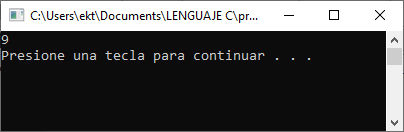 C:\Users\ekt\Documents\LENGUAJE C\pr...
9
Presione una tecla para continuar . . .